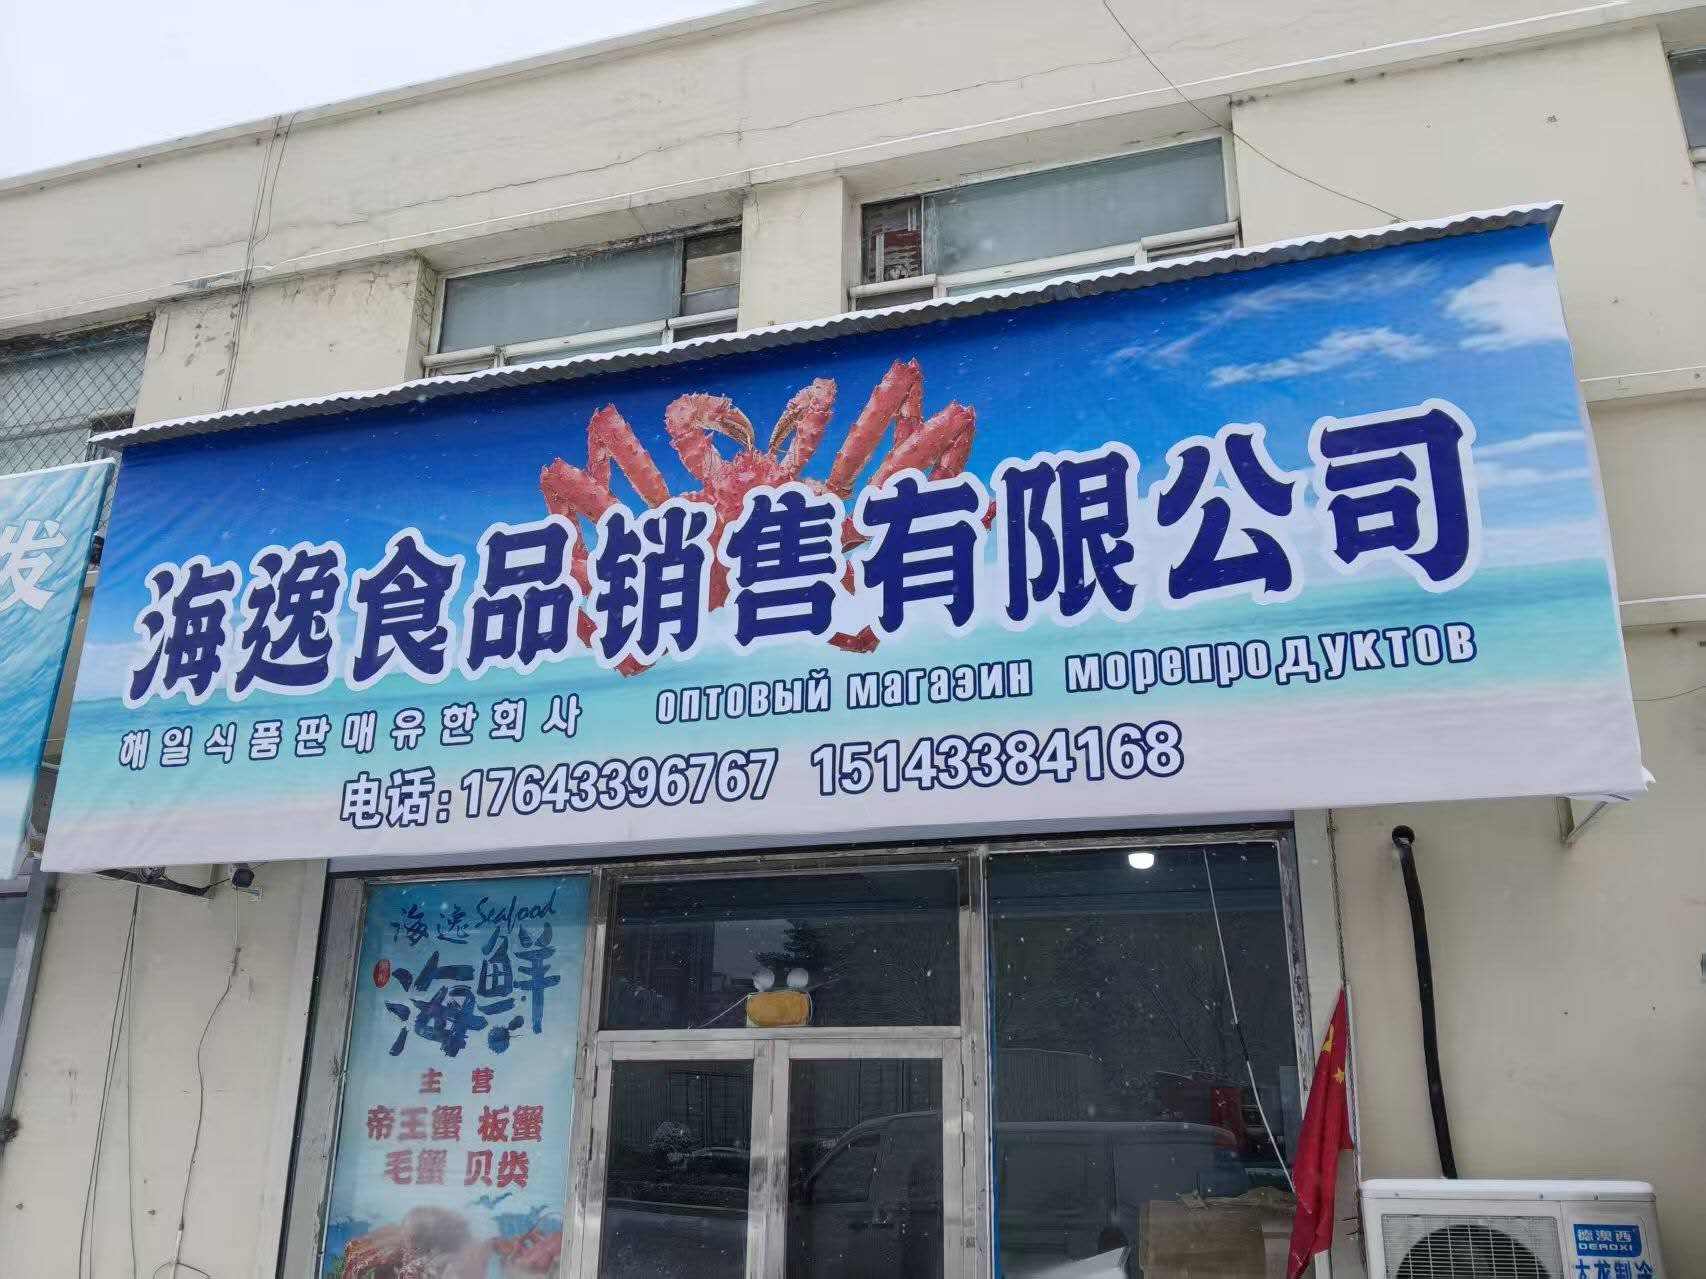 发
海逸食品销售有限公司
해일식품판매유한회사 оптовый магазин морепродуктов
电话:17643396767 15143384168
海逸 Seafood
海鲜
主 营
帝王蟹 板蟹
毛蟹 贝类
德澳西
DEAOXI